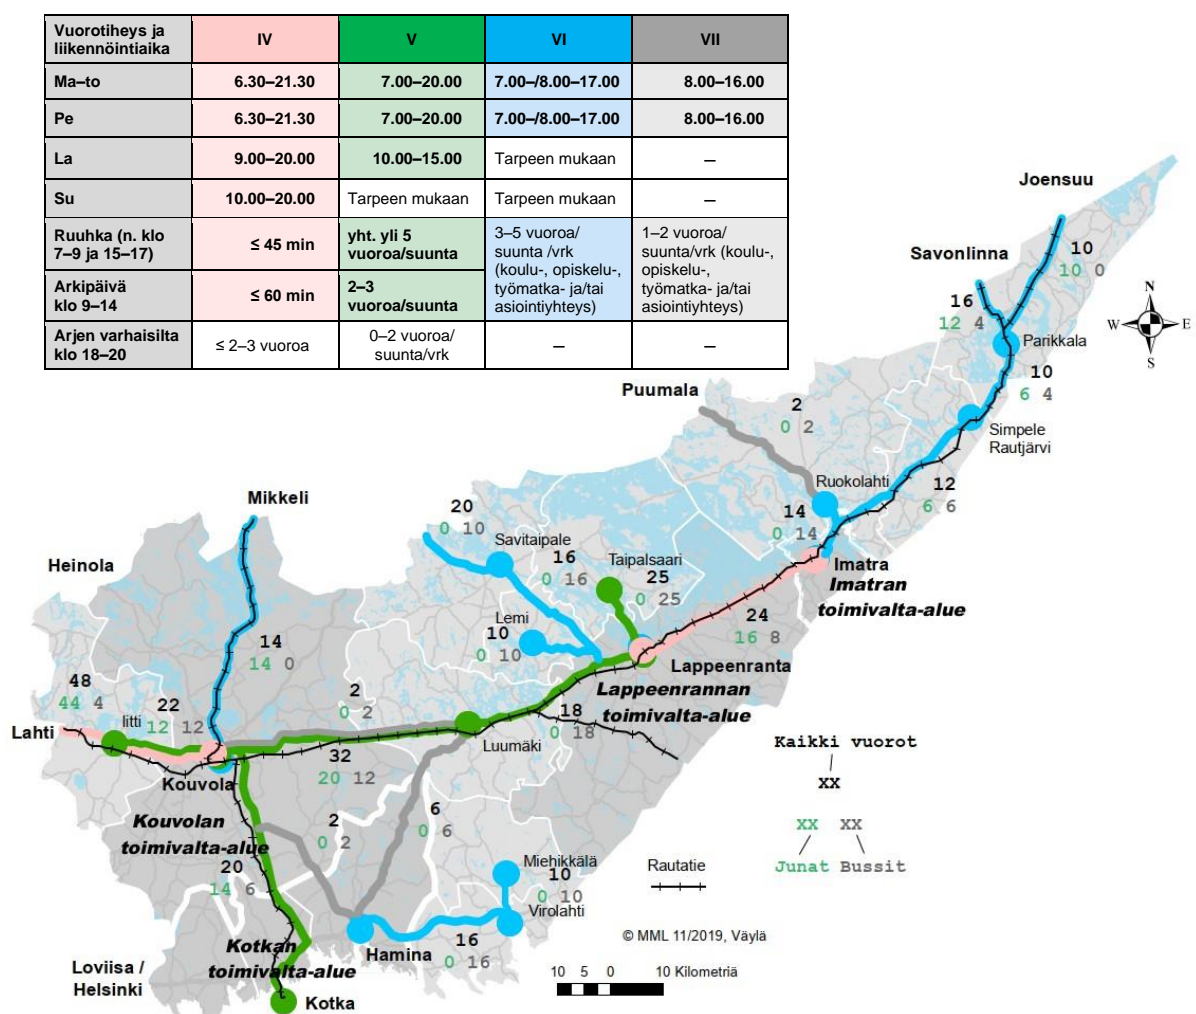 Vuorotiheys ja
liikennöintiaika
IV
V
VI
VII
Ma–to
6.30–21.30
7.00–20.00
7.00–/8.00–17.00
8.00–16.00
Pe
6.30–21.30
7.00–20.00
7.00–/8.00–17.00
8.00–16.00
La
9.00–20.00
10.00–15.00
Tarpeen mukaan
–
Su
10.00–20.00
Tarpeen mukaan
Tarpeen mukaan
–
Ruuhka (n. klo
7–9 ja 15–17)
≤ 45 min
yht. yli 5
vuoroa/suunta
3–5 vuoroa/
suunta /vrk
(koulu-, opiskelu-,
työmatka- ja/tai
asiointiyhteys)
1–2 vuoroa/
suunta/vrk (koulu-,
opiskelu-,
työmatka- ja/tai
asiointiyhteys)
Arkipäivä
klo 9–14
≤ 60 min
2–3
vuoroa/suunta
Arjen varhaisilta
klo 18–20
≤ 2–3 vuoroa
0–2 vuoroa/
suunta/vrk
–
–
Joensuu
10
10 0
Savonlinna
16
12 4
N
W E
S
Parikkala
10
6 4
Puumala
2
0 2
Simpele
Rautjärvi
Ruokolahti
12
6 6
14
0 14
Imatra
Imatran
toimivalta-alue
Mikkeli
20
0 10
Savitaipale
16
0 16
Taipalsaari
25
0 25
Heinola
Lemi
10
0 10
24
16 8
14
14 0
Lappeenranta
Lappeenrannan
toimivalta-alue
48
44 4
22
12 12
Iitti
2
0 2
18
0 18
Lahti
Luumäki
32
20 12
Kouvola
Kouvolan
toimivalta-alue
2
0 2
6
0 6
20
14 6
Kaikki vuorot
XX
XX XX
Junat Bussit
Miehikkälä
10
0 10
Virolahti
Rautatie
16
0 16
Hamina
Kotkan
toimivalta-alue
© MML 11/2019, Väylä
Loviisa /
Helsinki
10 5 0 10 Kilometriä
Kotka